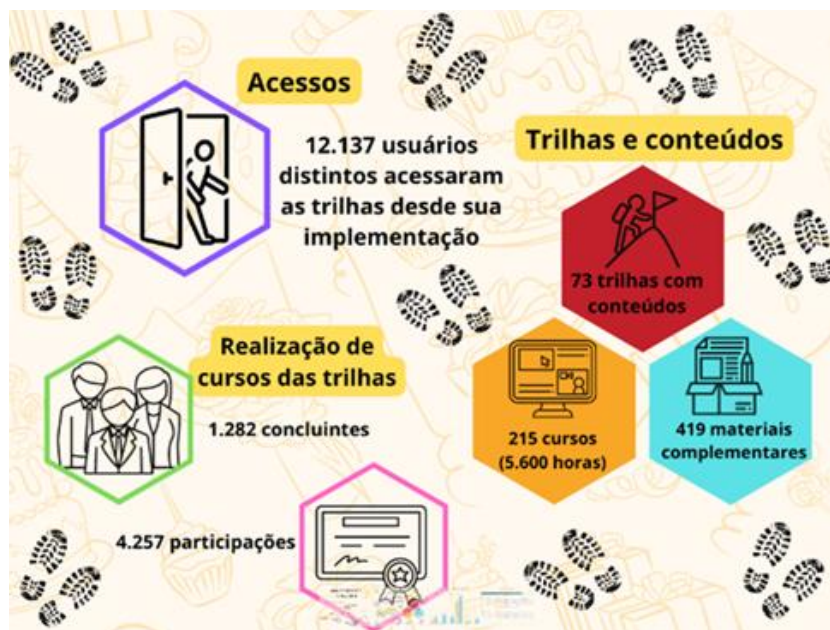 Acessos
12.137 usuários
distintos acessaram
as trilhas desde sua
implementação
Trilhas e conteúdos
73 trilhas com
conteúdos
215 cursos
(5.600 horas)
419 materiais
complementares
Realização de
cursos das trilhas
1.282 concluintes
4.257 participações